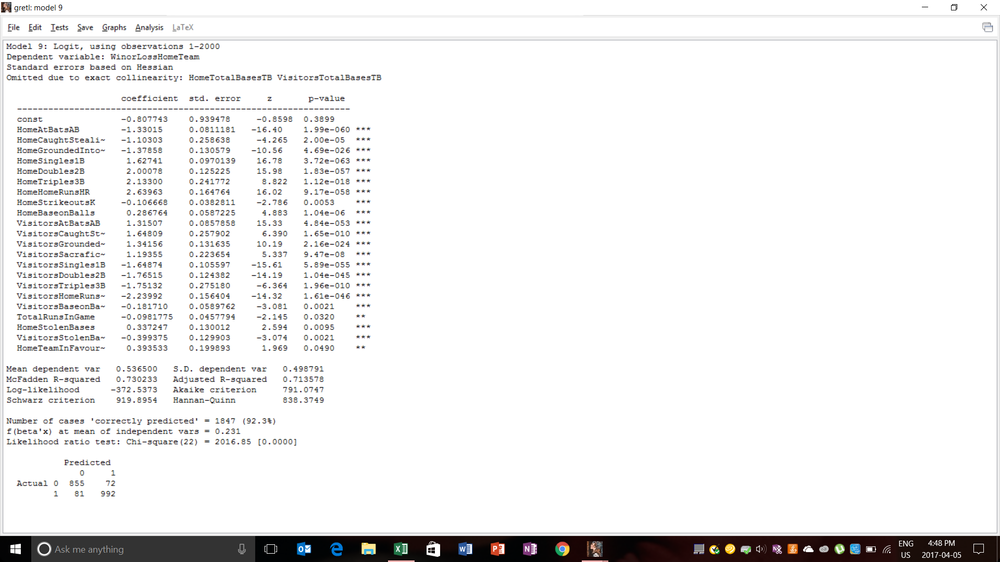 gretl: model 9
File Edit Tests Save Graphs Analysis LaTeX
Model 9: Logit, using observations 1-2000
Dependent variable: WinorLossHomeTeam
Standard errors based on Hessian
Omitted due to exact collinearity: HomeTotalBasesTB VisitorsTotalBasesTB
coefficient std. error z p-value
---------------------------------------------------------------
const -0.807743 0.939478 -0.8598 0.3899
HomeAtBatsAB -1.33015 0.0811181 -16.40 1.99e-060 ***
HomeCaughtSteali~ -1.10303 0.258638 -4.265 2.00e-05 ***
HomeGroundedInto~ -1.37858 0.130579 -10.56 4.69e-026 ***
HomeSingles1B 1.62741 0.0970139 16.78 3.72e-063 ***
HomeDoubles2B 2.00078 0.125225 15.98 1.83e-057 ***
HomeTriples3B 2.13300 0.241772 8.822 1.12e-018 ***
HomeHomeRunsHR 2.63963 0.164764 16.02 9.17e-058 ***
HomeStrikeoutsK -0.106668 0.0382811 -2.786 0.0053 ***
HomeBaseonBalls 0.286764 0.0587225 4.883 1.04e-06 ***
VisitorsAtBatsAB 1.31507 0.0857858 15.33 4.84e-053 ***
VisitorsCaughtSt~ 1.64809 0.257902 6.390 1.65e-010 ***
VisitorsGrounded~ 1.34156 0.131635 10.19 2.16e-024 ***
VisitorsSacrafic~ 1.19355 0.223654 5.337 9.47e-08 ***
VisitorsSingles1B -1.64874 0.105597 -15.61 5.89e-055 ***
VisitorsDoubles2B -1.76515 0.124382 -14.19 1.04e-045 ***
VisitorsTriples3B -1.75132 0.275180 -6.364 1.96e-010 ***
VisitorsHomeRuns~ -2.23992 0.156404 -14.32 1.61e-046 ***
VisitorsBaseonBa~ -0.181710 0.0589762 -3.081 0.0021 ***
TotalRunsInGame -0.0981775 0.0457794 -2.145 0.0320 **
HomeStolenBases 0.337247 0.130012 2.594 0.0095 ***
VisitorsStolenBa~ -0.399375 0.129903 -3.074 0.0021 ***
HomeTeamInFavour~ 0.393533 0.199893 1.969 0.0490 **
Mean dependent var 0.536500 S.D. dependent var 0.498791
McFadden R-squared 0.730233 Adjusted R-squared 0.713578
Log-likelihood -372.5373 Akaike criterion 791.0747
Schwarz criterion 919.8954 Hannan-Quinn 838.3749
Number of cases 'correctly predicted' = 1847 (92.3%)
f(beta'x) at mean of independent vars = 0.231
Likelihood ratio test: Chi-square(22) = 2016.85 [0.0000]
Predicted
0 1
Actual 0 855 72
1 81 992
Ask me anything
ENG 4:48 PM
US 2017-04-05